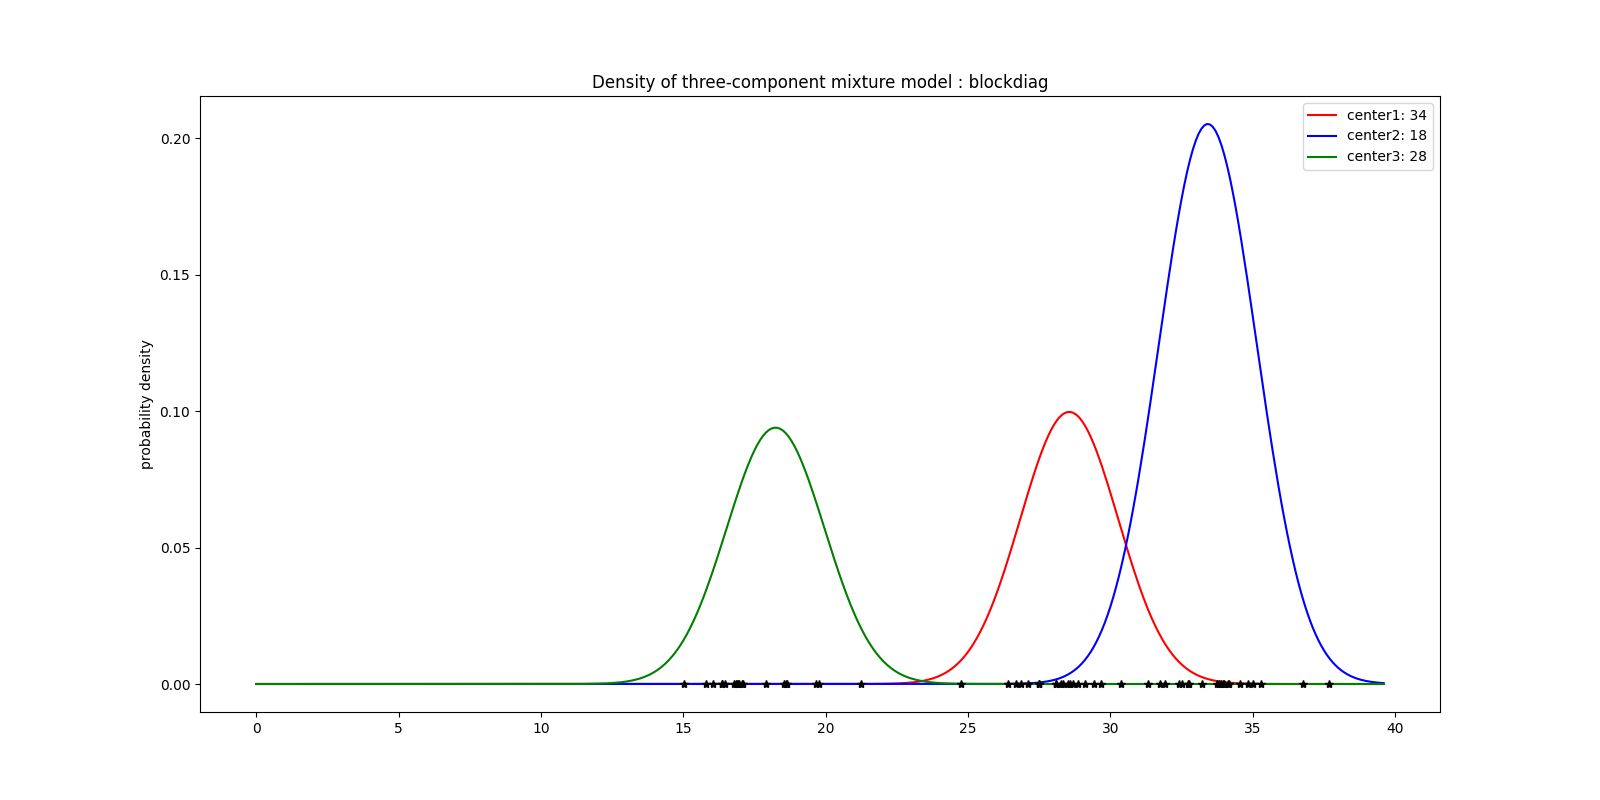 Density of three-component mixture model : blockdiag
center1: 34
center2: 18
center3: 28
probability density
0.20
0.15
0.10
0.05
0.00
0 5 10 15 20 25 30 35 40